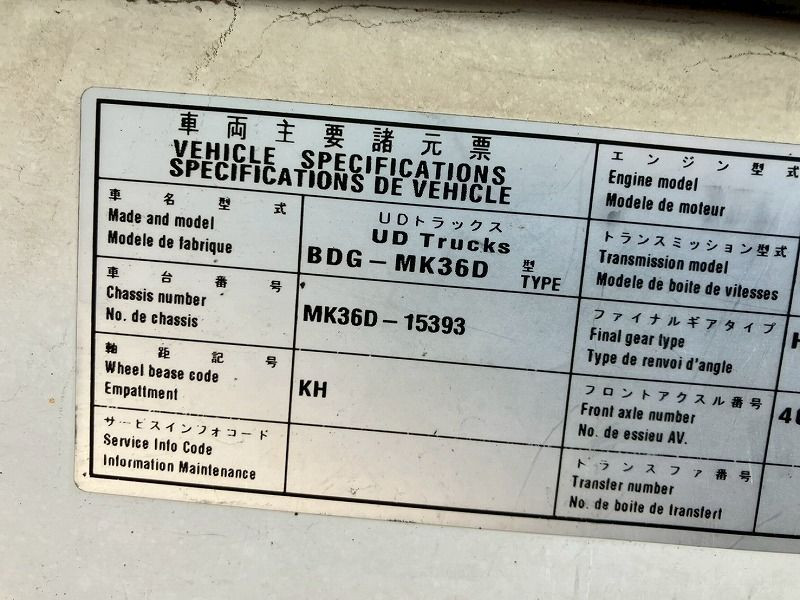 車両主要諸元票
VEHICLE SPECIFICATIONS
SPECIFICATIONS DE VEHICLE
車名型式
Made and model
Modele de fabrique
UDトラックス
UD Trucks
BDG-MK36D 型 TYPE
車台番号
Chassis number
No. de chassis
MK36D-15393
軸距記号
Wheel bease code
Empattment
KH
サービスインフォコード
Service Info Code
Information Maintenance
エンジン型式
Engine model
Modele de moteur
トランスミッション型式
Transmission model
Modele de boite de vitesses
ファイナルギアタイプ
Final gear type
Type de renvoi d'angle
H
フロントアクスル番号
Front axle number
No. de essieu AV.
40
トランスファ番号
Transfer number
No. de boite de transfert